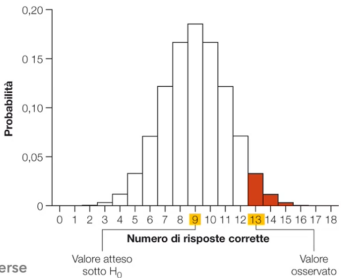 0,20
0 15
0,10
0,05
0
Probabilità
0 1 2 3 4 5 6 7 8 9 10 11 12 13 14 15 16 17 18
Numero di risposte corrette
Valore atteso
sotto H0
Valore
osservato
erse